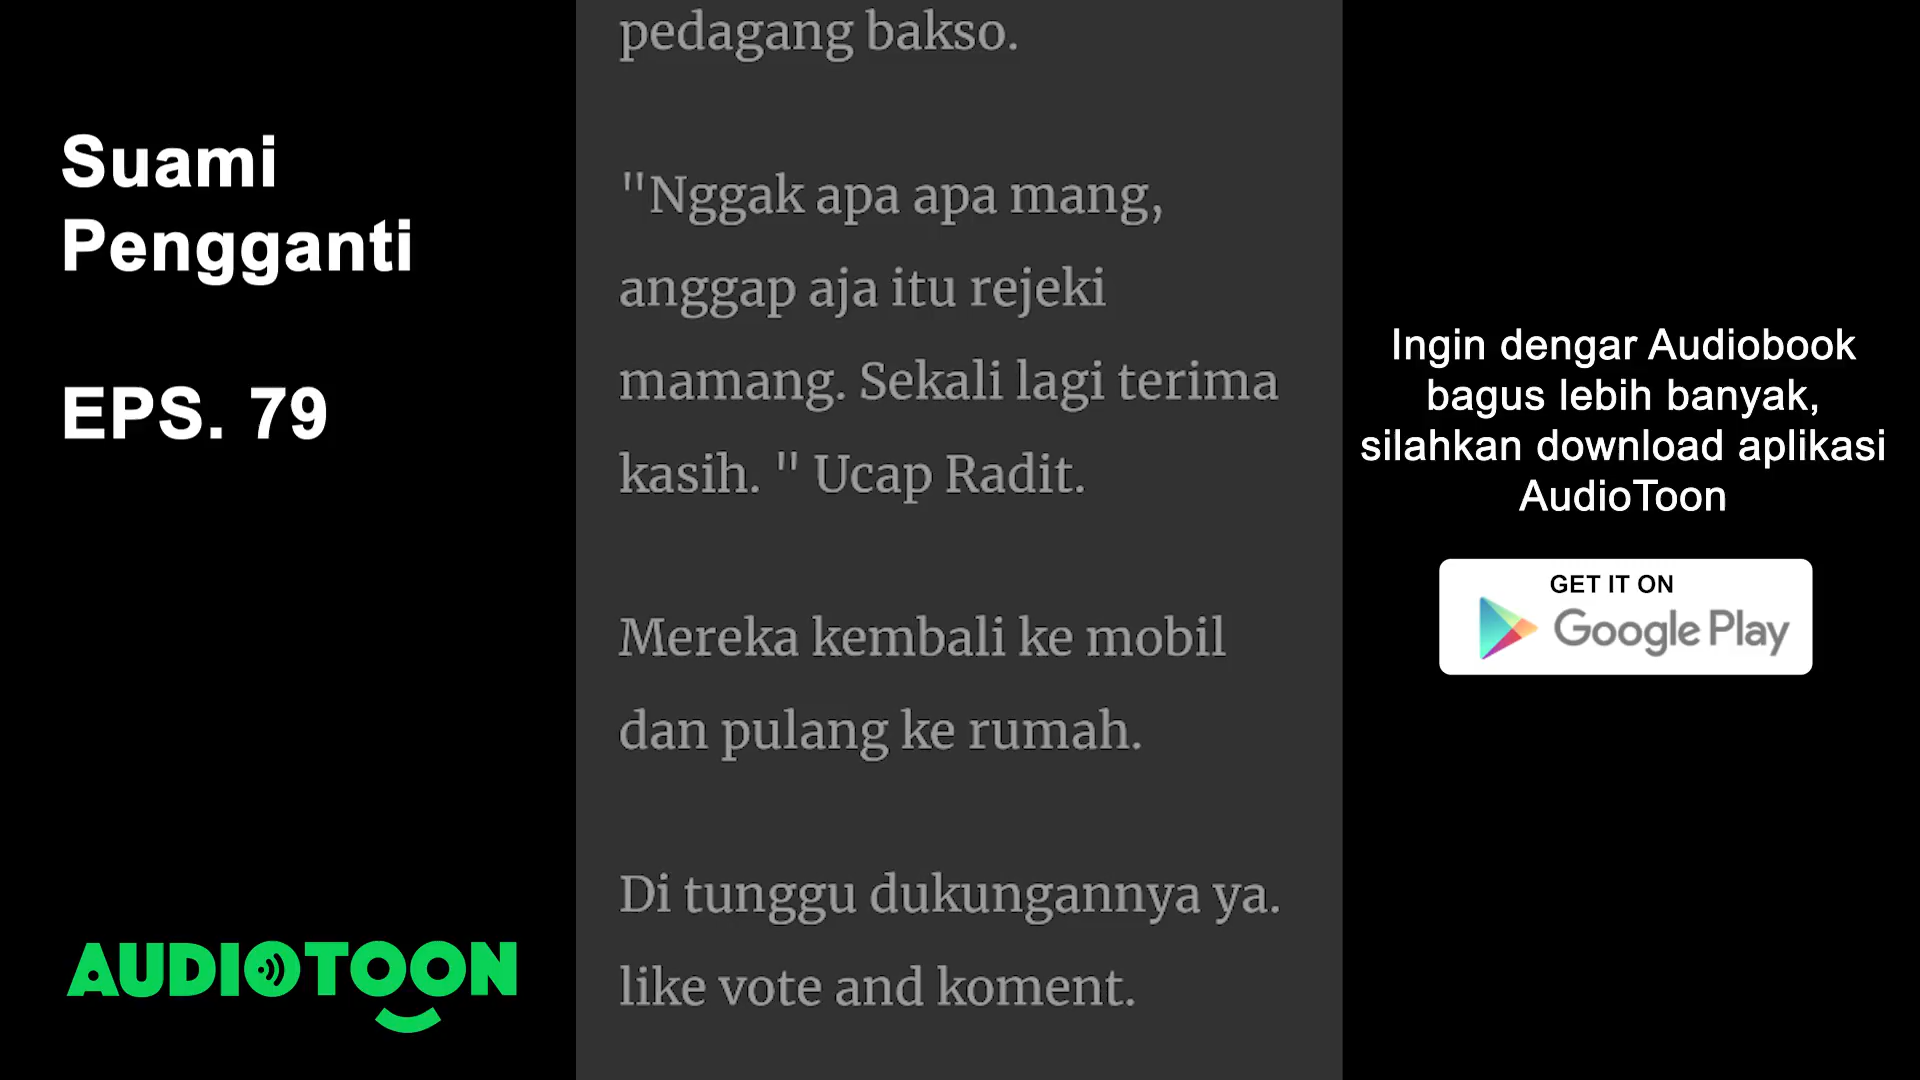 Suami
Pengganti
EPS. 79
AUDIOTOON
pedagang bakso.
"Nggak apa apa mang,
anggap aja itu rejeki
mamang. Sekali lagi terima
kasih. " Ucap Radit.
Mereka kembali ke mobil
dan pulang ke rumah.
Di tunggu dukungannya ya.
like vote and koment.
Ingin dengar Audiobook
bagus lebih banyak,
silahkan download aplikasi
AudioToon
GET IT ON
Google Play